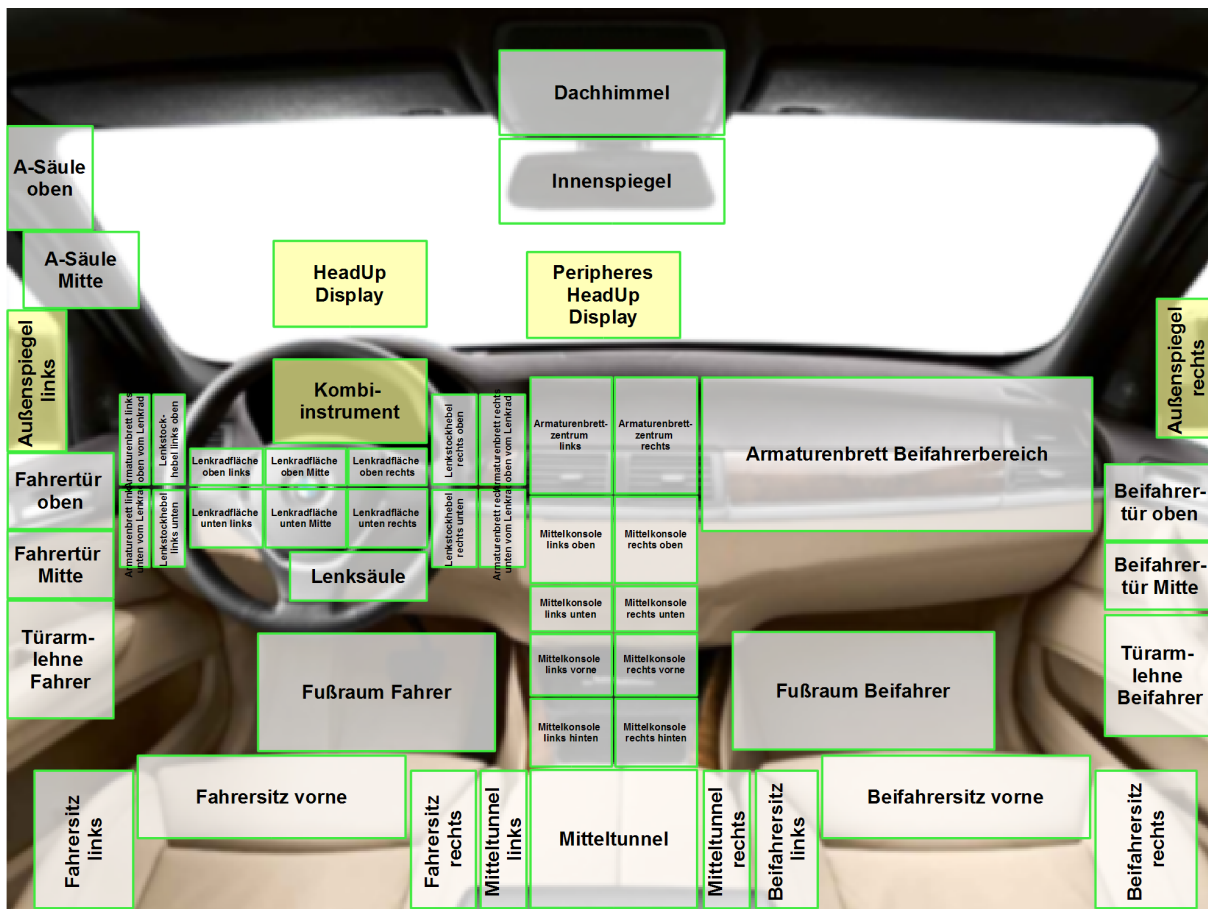 Dachhimmel
A-Säule
oben
Innenspiegel
A-Säule
Mitte
HeadUp
Display
Peripheres
HeadUp
Display
Außenspiegel
links
Außenspiegel
rechts
Kombi-
instrument
Armaturenbrett links
oben vom Lenkrad
Lenkstock-
hebel links oben
Lenkstockhebel
rechts oben
Armaturenbrett rechts
oben vom Lenkrad
Armaturenbrett-
zentrum
links
Armaturenbrett-
zentrum
rechts
Armaturenbrett Beifahrerbereich
Lenkradfläche
oben links
Lenkradfläche
oben Mitte
Lenkradfläche
oben rechts
Fahrertür
oben
Beifahrer-
tür oben
Armaturenbrett link
unten vom Lenkrad
Lenkstockhebel
links unten
Lenkradfläche
unten links
Lenkradfläche
unten Mitte
Lenkradfläche
unten rechts
Lenkstockhebel
rechts unten
Armaturenbrett rec
unten vom Lenkrad
Mittelkonsole
links oben
Mittelkonsole
rechts oben
Fahrertür
Mitte
Lenksäule
Beifahrer-
tür Mitte
Mittelkonsole
links unten
Mittelkonsole
rechts unten
Türarm-
lehne
Fahrer
Fußraum Fahrer
Mittelkonsole
links vorne
Mittelkonsole
rechts vorne
Fußraum Beifahrer
Türarm-
lehne
Beifahrer
Mittelkonsole
links hinten
Mittelkonsole
rechts hinten
Fahrersitz
links
Fahrersitz vorne
Fahrersitz
rechts
Mitteltunnel
links
Mitteltunnel
Mitteltunnel
rechts
Beifahrersitz
links
Beifahrersitz vorne
Beifahrersitz
rechts